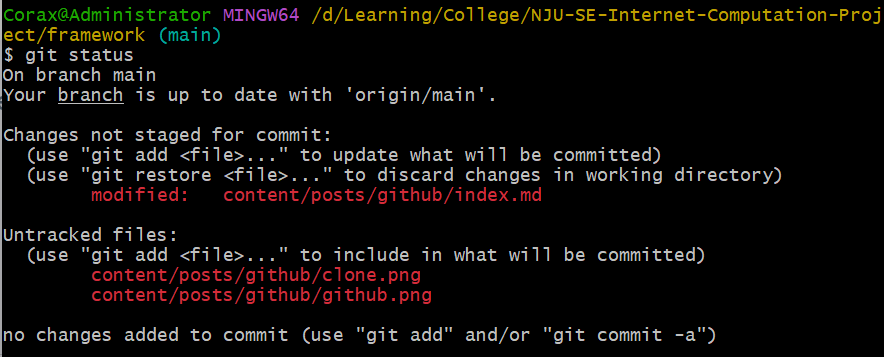 Corax@Administrator MINGW64 /d/Learning/College/NJU-SE-Internet-Computation-Proj
ect/framework (main)
$ git status
On branch main
Your branch is up to date with 'origin/main'.
Changes not staged for commit:
  (use "git add <file>..." to update what will be committed)
  (use "git restore <file>..." to discard changes in working directory)
        modified:   content/posts/github/index.md
Untracked files:
  (use "git add <file>..." to include in what will be committed)
        content/posts/github/clone.png
        content/posts/github/github.png
no changes added to commit (use "git add" and/or "git commit -a")